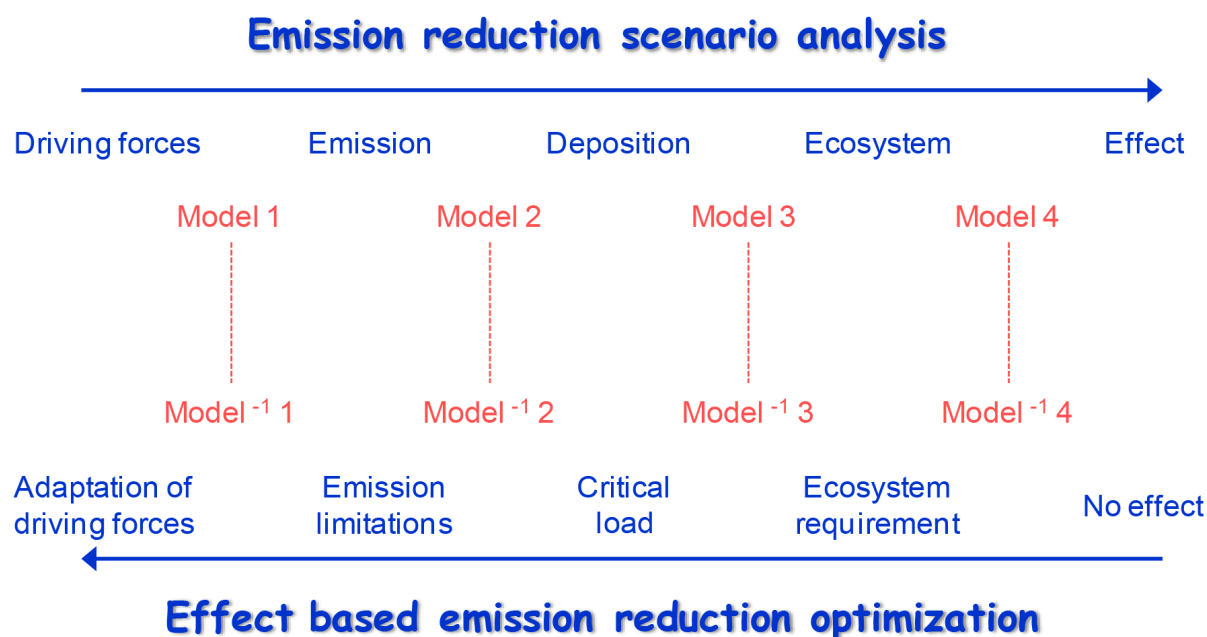 Emission reduction scenario analysis
Driving forces Emission Deposition Ecosystem Effect
Model 1 Model 2 Model 3 Model 4
Model ⁻¹ 1 Model ⁻¹ 2 Model ⁻¹ 3 Model ⁻¹ 4
Adaptation of driving forces
Emission limitations
Critical load
Ecosystem requirement
No effect
Effect based emission reduction optimization